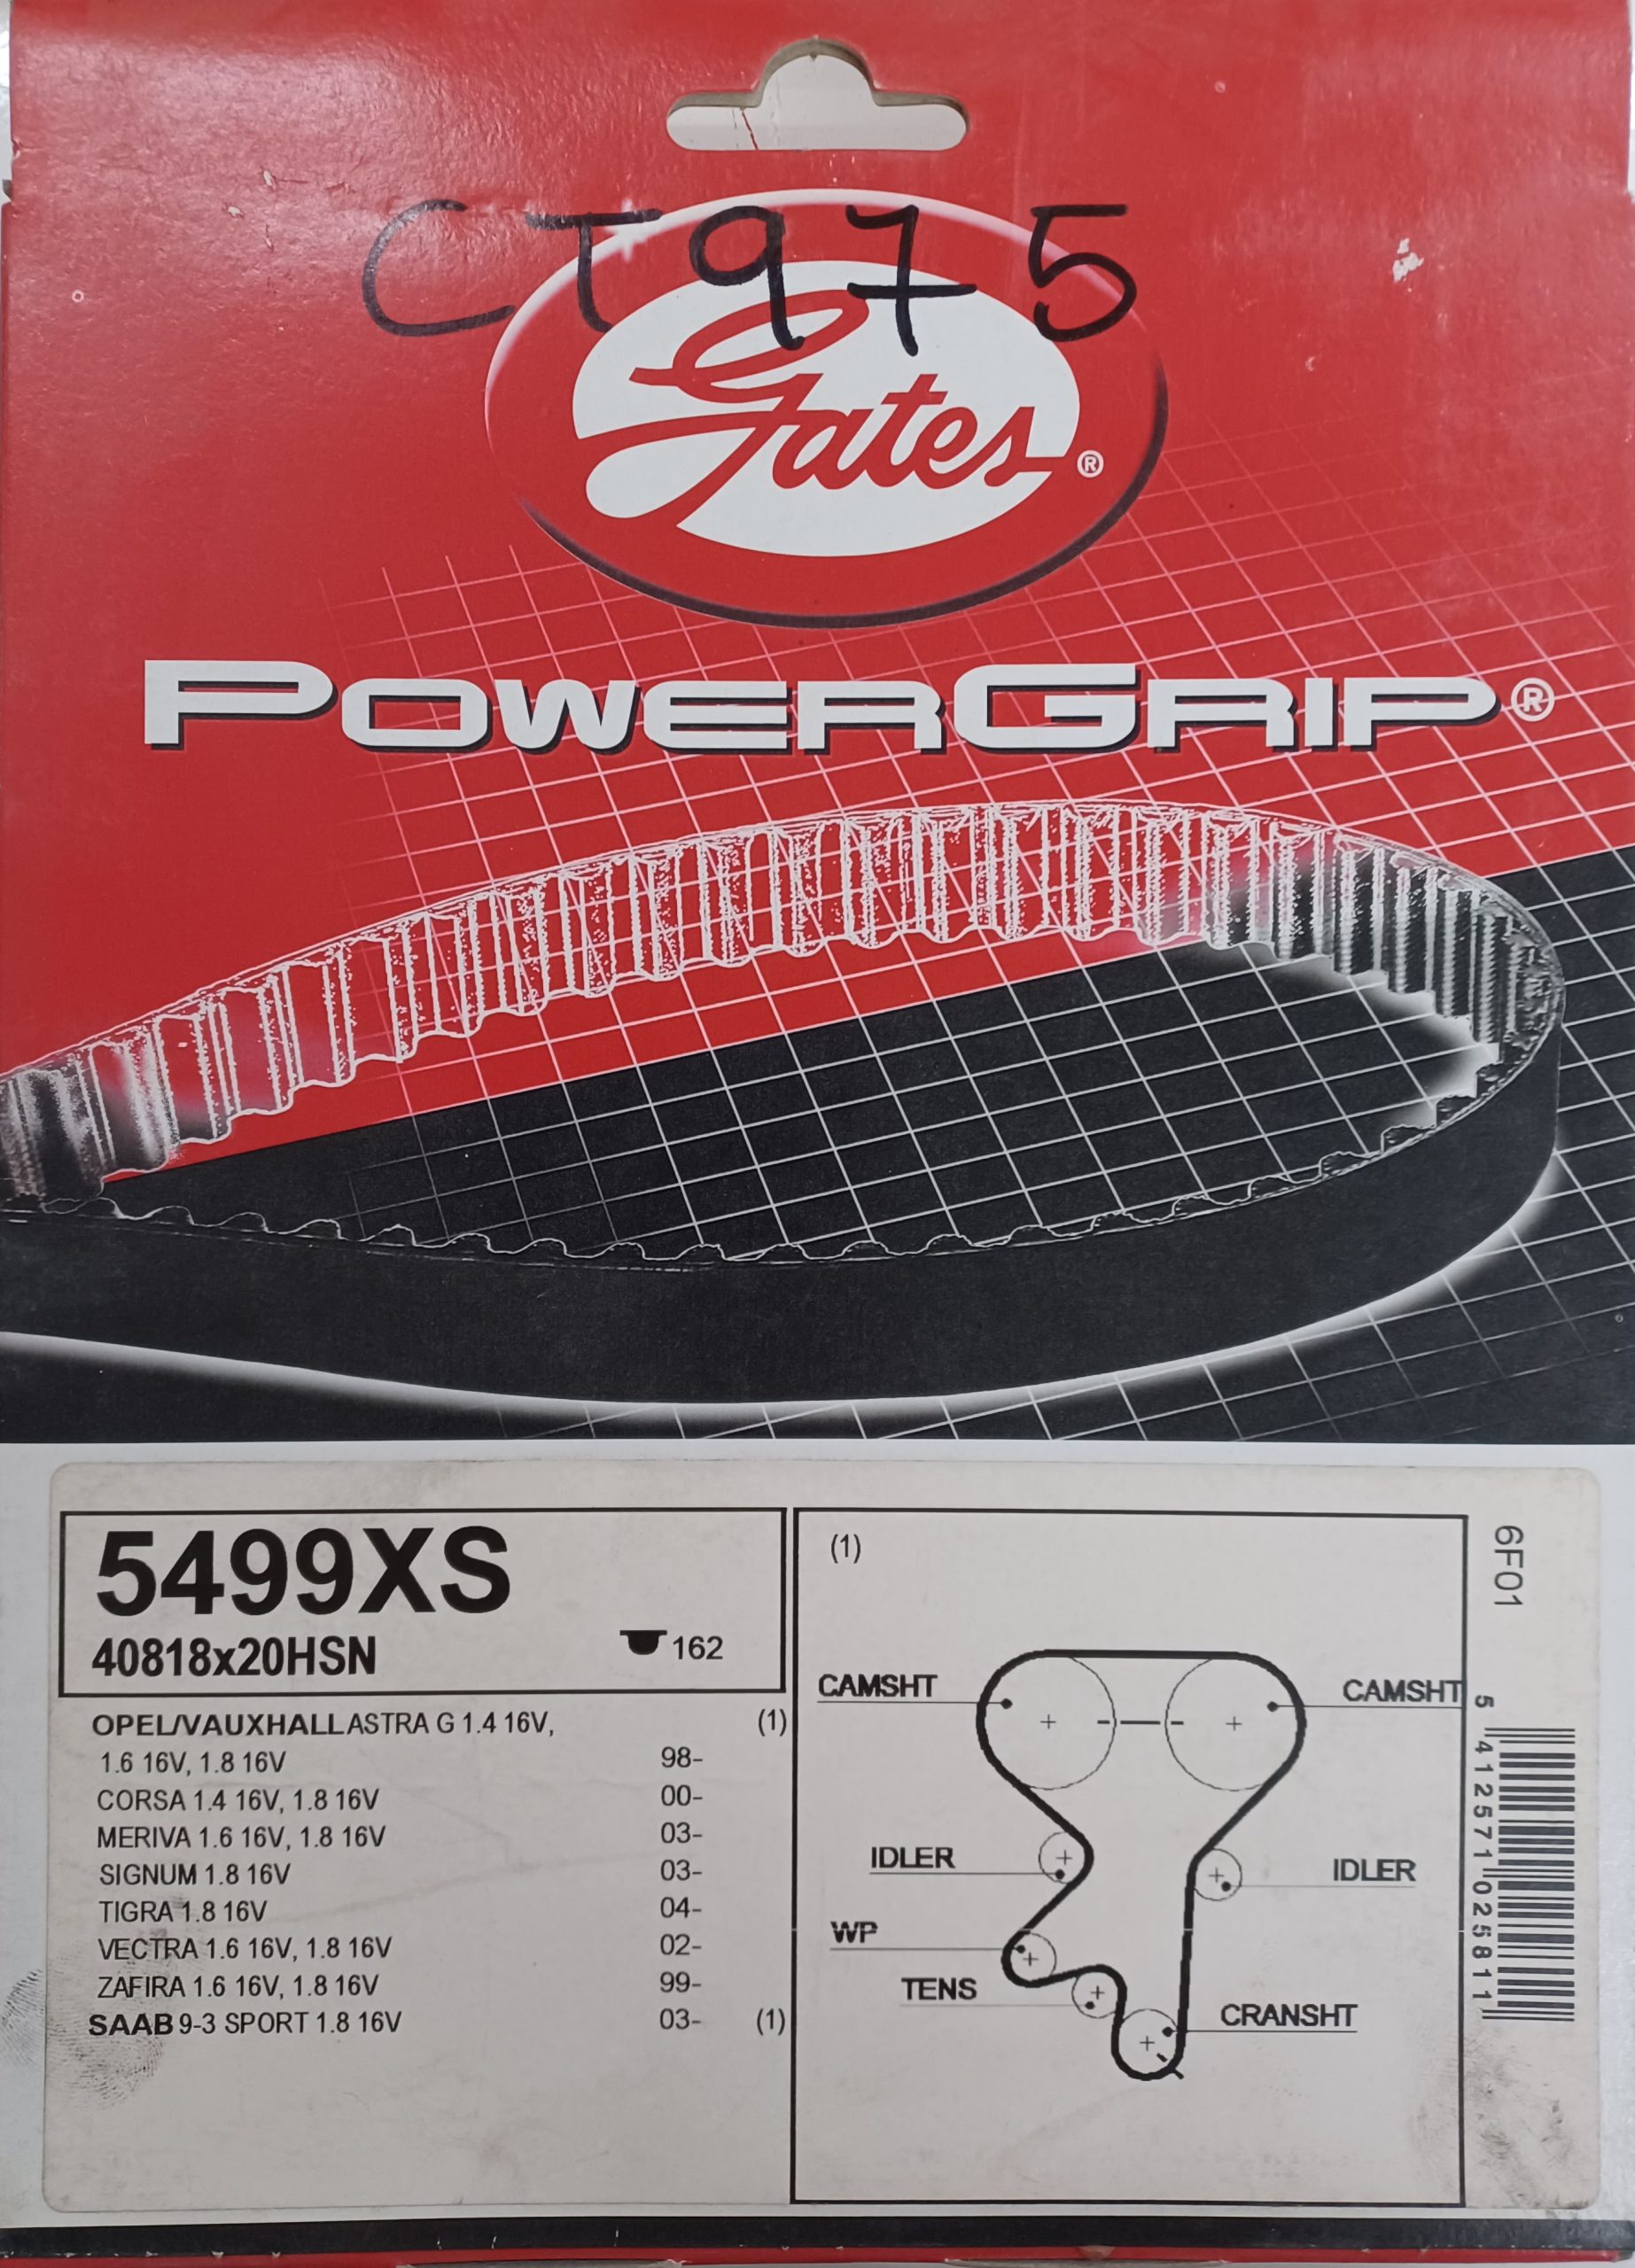 CT975
Gates®
POWERGRIP®
5499XS
40818x20HSN
162
OPEL/VAUXHALL ASTRA G 1.4 16V, (1)
1.6 16V, 1.8 16V 98-
CORSA 1.4 16V, 1.8 16V 00-
MERIVA 1.6 16V, 1.8 16V 03-
SIGNUM 1.8 16V 03-
TIGRA 1.8 16V 04-
VECTRA 1.6 16V, 1.8 16V 02-
ZAFIRA 1.6 16V, 1.8 16V 99-
SAAB 9-3 SPORT 1.8 16V 03- (1)
(1)
CAMSHT
CAMSHT
IDLER
IDLER
WP
TENS
CRANSHT
6F01
5 412571 025811